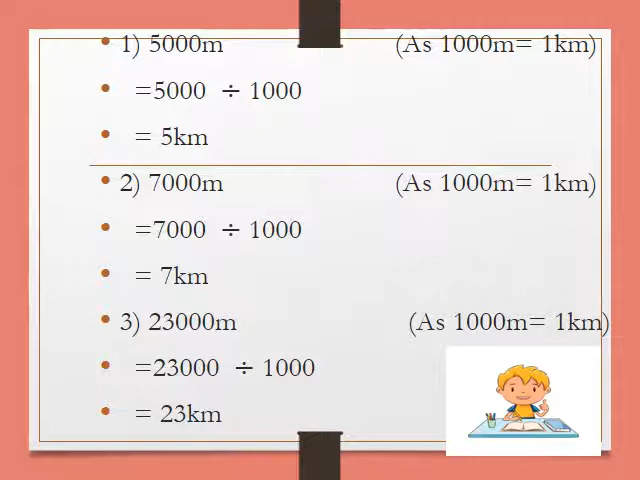 • 1) 5000m (As 1000m= 1km)
• =5000 ÷ 1000
• = 5km
• 2) 7000m (As 1000m= 1km)
• =7000 ÷ 1000
• = 7km
• 3) 23000m (As 1000m= 1km)
• =23000 ÷ 1000
• = 23km